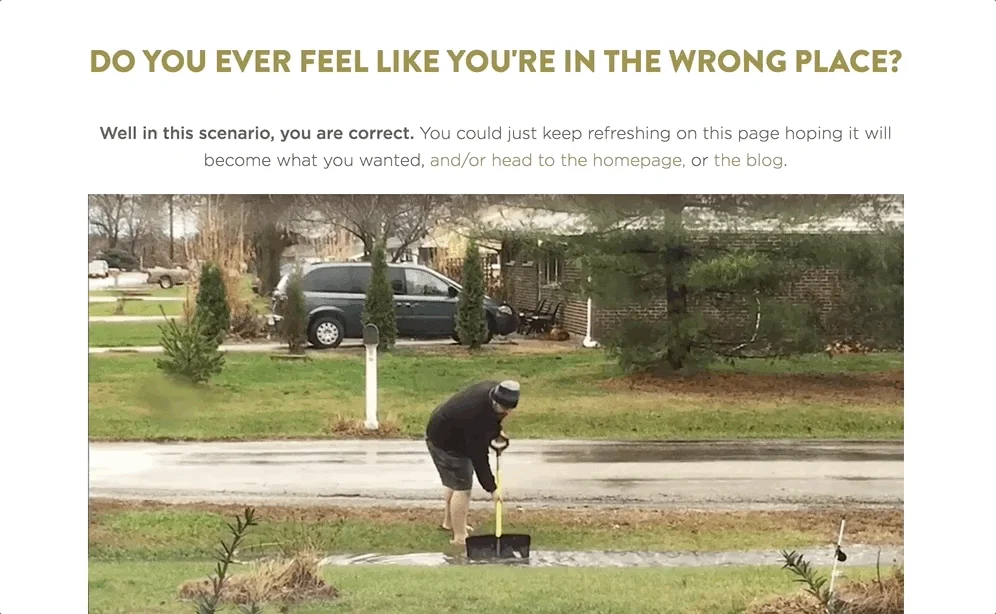 DO YOU EVER FEEL LIKE YOU'RE IN THE WRONG PLACE?
Well in this scenario, you are correct. You could just keep refreshing on this page hoping it will
become what you wanted, and/or head to the homepage, or the blog.